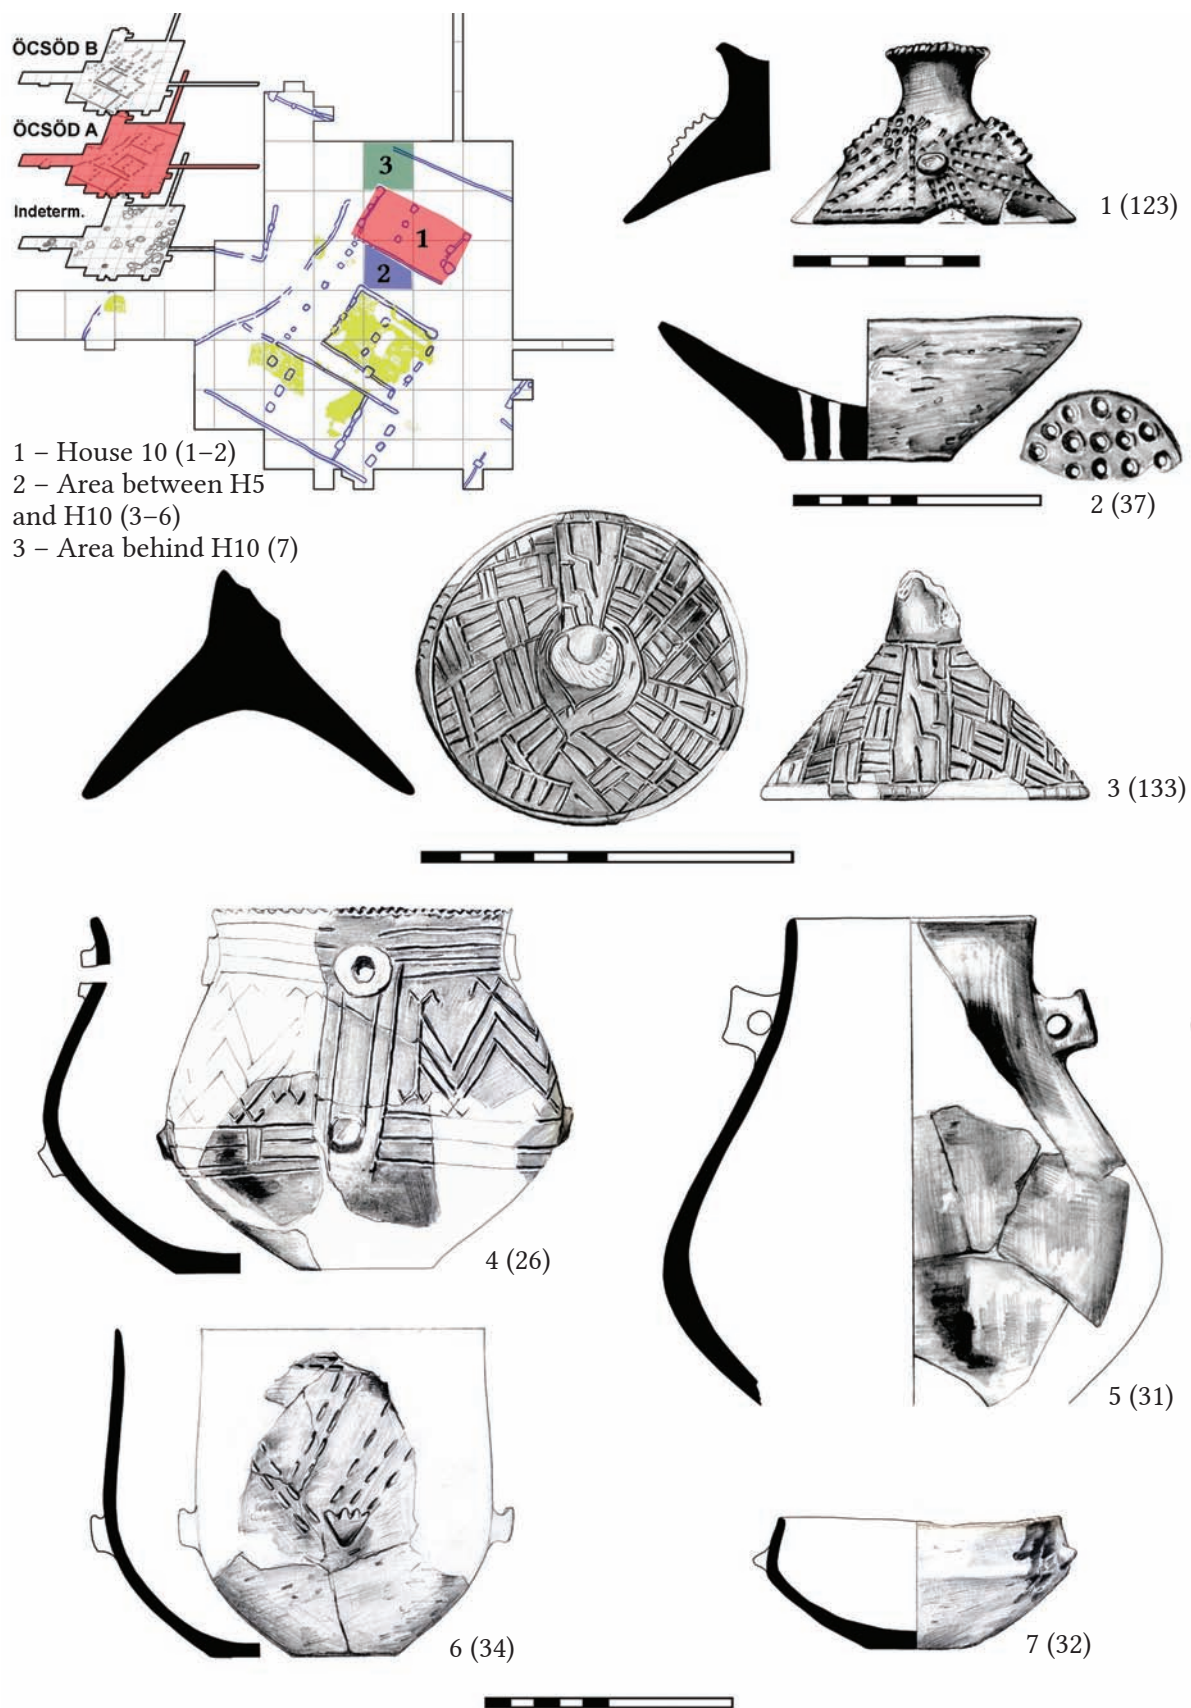 ÖCSÖD B
ÖCSÖD A
Indeterm.
3
1
2
1 – House 10 (1–2)
2 – Area between H5
and H10 (3–6)
3 – Area behind H10 (7)
1 (123)
2 (37)
3 (133)
4 (26)
5 (31)
6 (34)
7 (32)